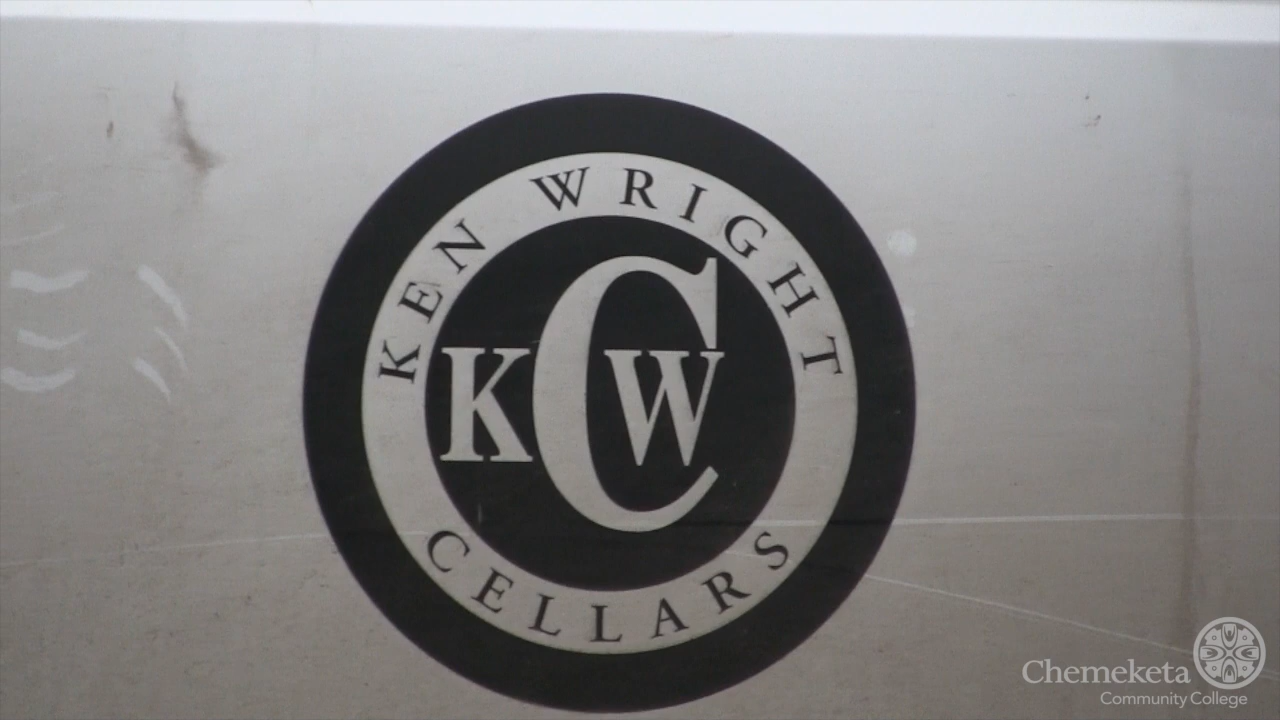 KEN WRIGHT
KCW
CELLARS
Chemeketa
Community College